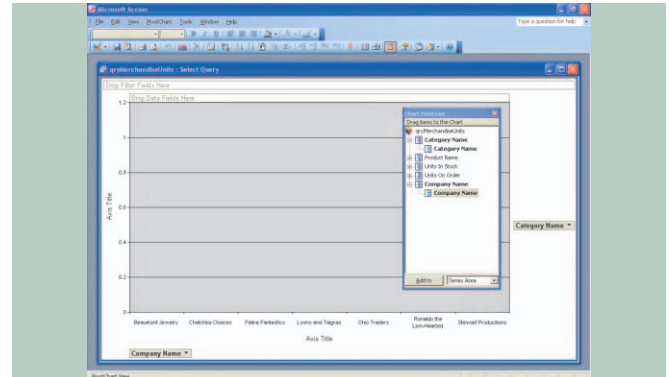 Microsoft Access
File Edit View PivotChart Tools Window Help
Type a question for help
qryMerchandiseUnits : Select Query
Drop Filter Fields Here
Drop Data Fields Here
1.2
1
0.8
0.6
0.4
0.2
0
Axis Title
Chart Field List
Drag items to the Chart
qryMerchandiseUnits
Category Name
Category Name
Product Name
Units In Stock
Units On Order
Company Name
Company Name
Add to
Series Area
Category Name
Beaumont Jewelry
Chatchka Choices
Feline Fantastics
Lyons and Taigras
Ohio Traders
Ronaldo the Lion-Hearted
Stewart Productions
Axis Title
Company Name
PivotChart View